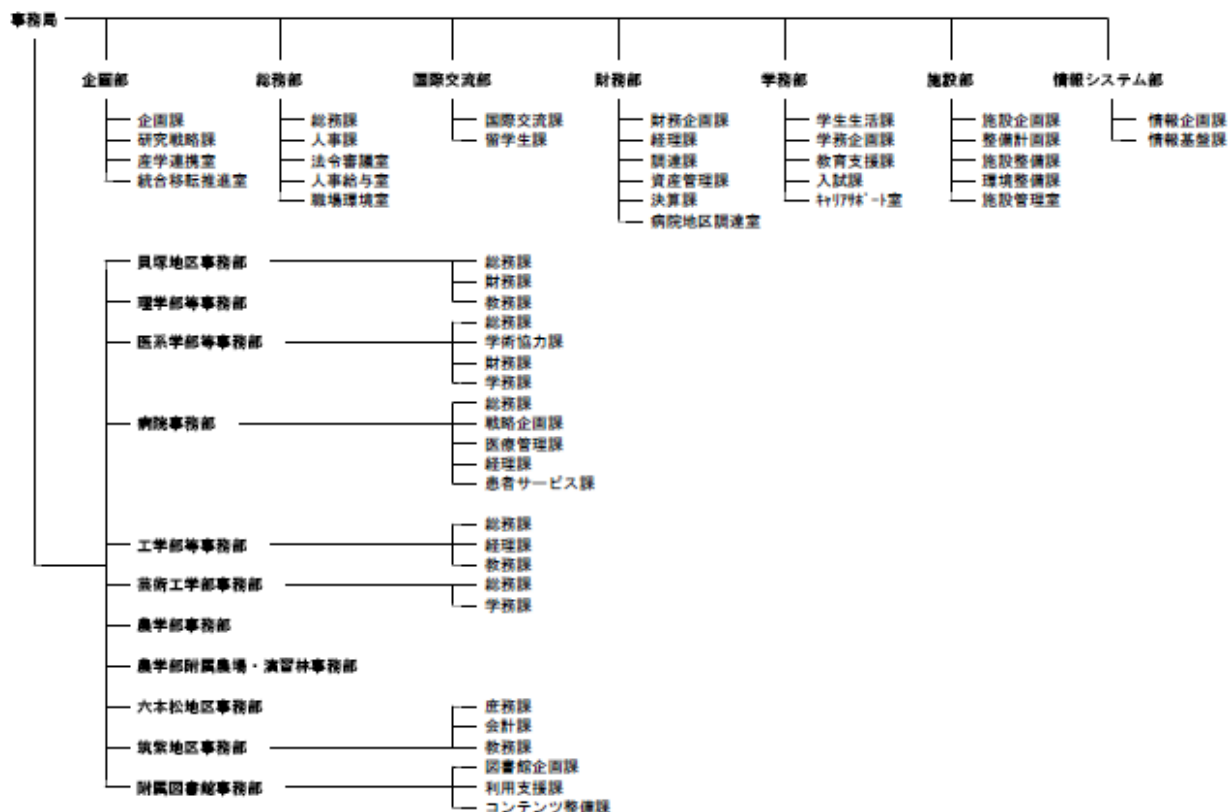 事務局
企画部 総務部 国際交流部 財務部 学務部 施設部 情報システム部
企画課 総務課 国際交流課 財務企画課 学生生活課 施設企画課 情報企画課
研究戦略課 人事課 留学生課 経理課 学務企画課 整備計画課 情報基盤課
産学連携室 法令審議室 調達課 教育支援課 施設整備課
統合移転推進室 人事給与室 資産管理課 入試課 環境整備課
職場環境室 決算課 キャリアサポート室 施設管理室
病院地区調達室
貝塚地区事務部 総務課
財務課
理学部等事務部 教務課
総務課
医系学部等事務部 学術協力課
財務課
学務課
総務課
病院事務部 戦略企画課
医療管理課
経理課
患者サービス課
総務課
工学部等事務部 経理課
教務課
芸術工学部事務部 総務課
学務課
農学部事務部
農学部附属農場・演習林事務部
六本松地区事務部 庶務課
会計課
筑紫地区事務部 教務課
図書館企画課
附属図書館事務部 利用支援課
コンテンツ整備課